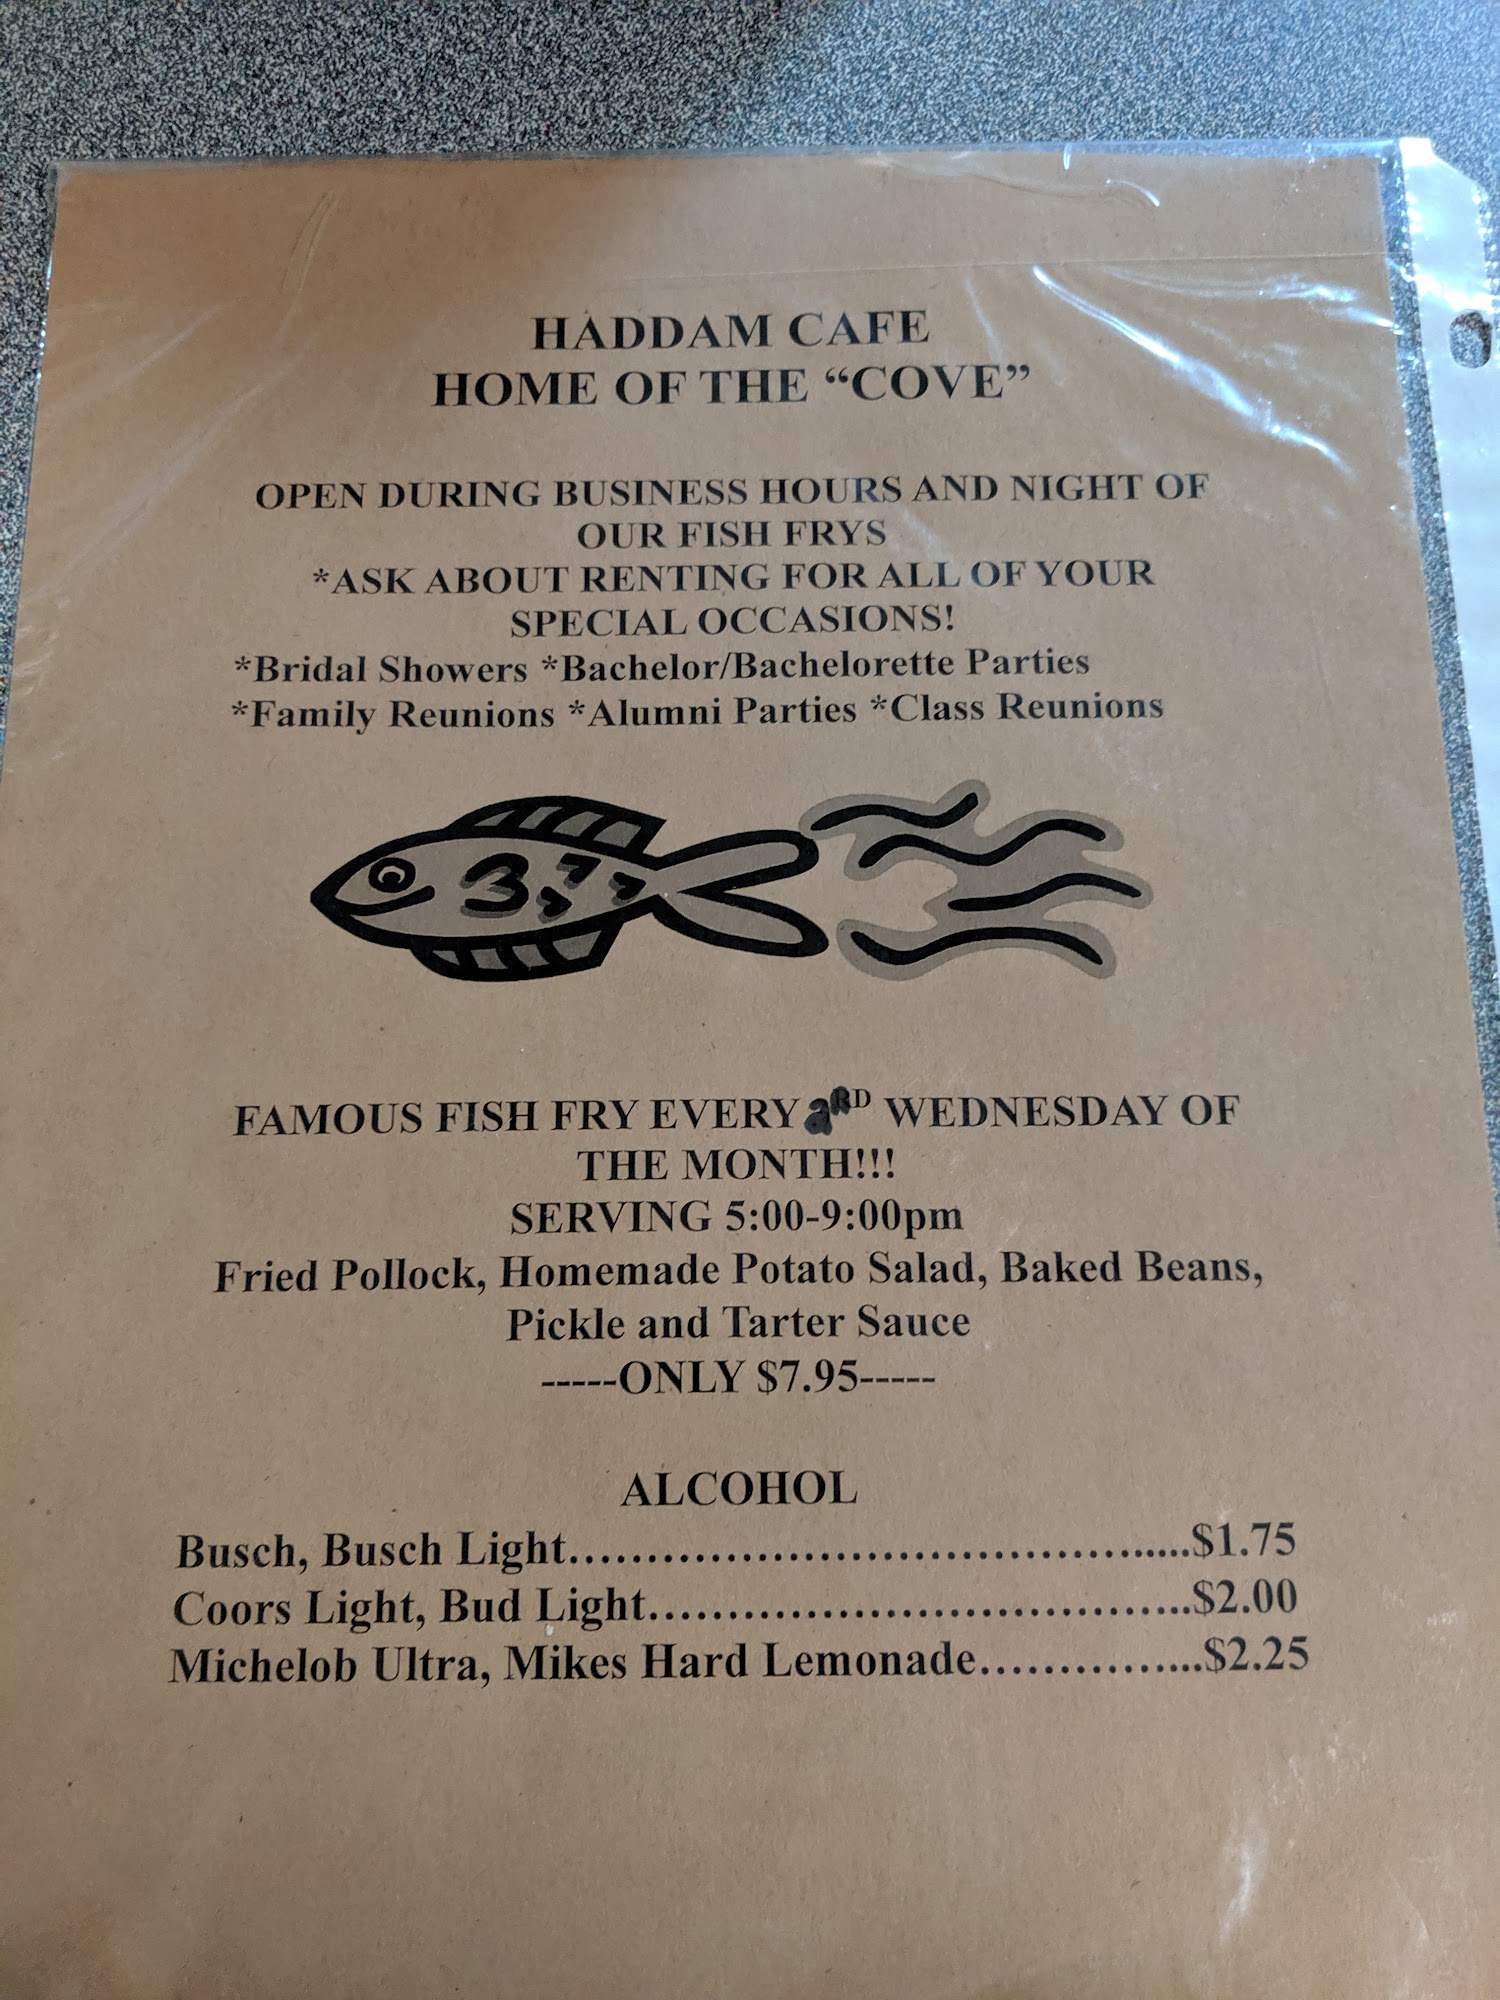 HADDAM CAFE
HOME OF THE “COVE”
OPEN DURING BUSINESS HOURS AND NIGHT OF
OUR FISH FRYS
*ASK ABOUT RENTING FOR ALL OF YOUR
SPECIAL OCCASIONS!
*Bridal Showers *Bachelor/Bachelorette Parties
*Family Reunions *Alumni Parties *Class Reunions
FAMOUS FISH FRY EVERY WEDNESDAY OF
THE MONTH!!!
SERVING 5:00-9:00pm
Fried Pollock, Homemade Potato Salad, Baked Beans,
Pickle and Tarter Sauce
-----ONLY $7.95-----
ALCOHOL
Busch, Busch Light.......................................$1.75
Coors Light, Bud Light...................................$2.00
Michelob Ultra, Mikes Hard Lemonade...............$2.25